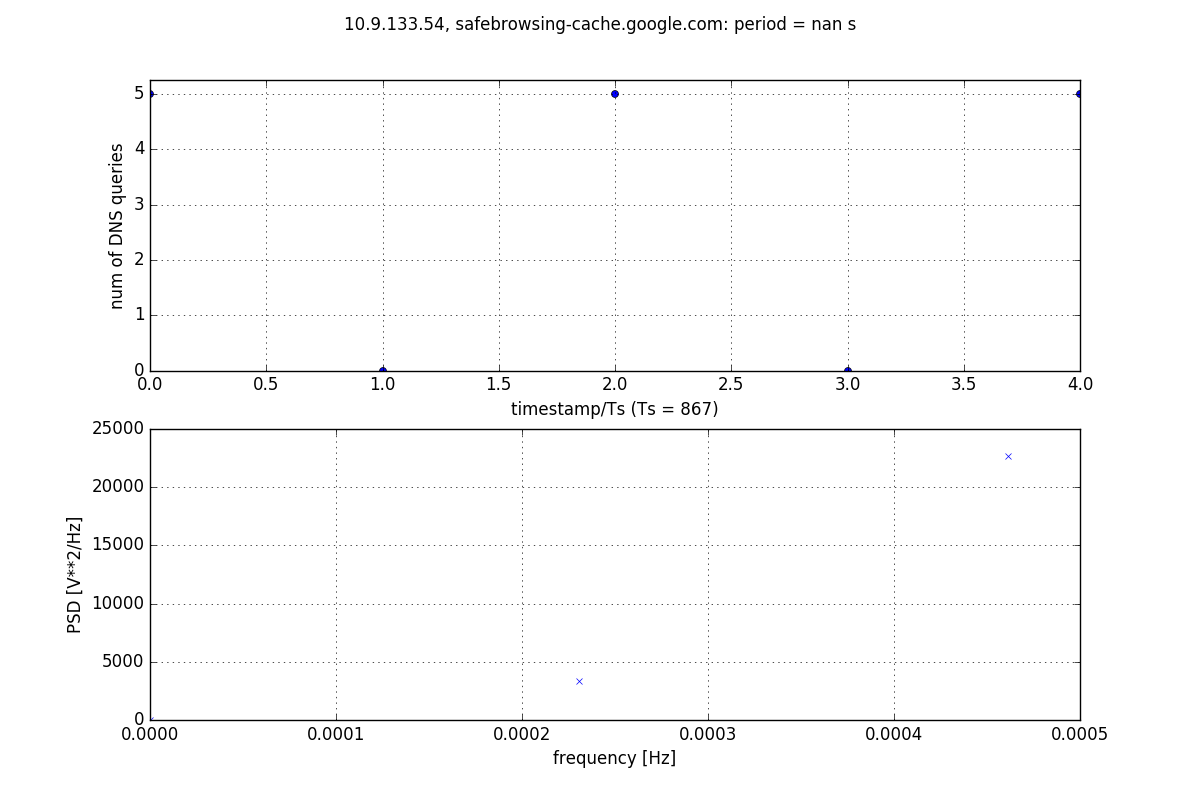 10.9.133.54, safebrowsing-cache.google.com: period = nan s
5
4
3
2
1
0
num of DNS queries
0.0 0.5 1.0 1.5 2.0 2.5 3.0 3.5 4.0
timestamp/Ts (Ts = 867)
25000
20000
15000
10000
5000
0
PSD [V**2/Hz]
0.0000 0.0001 0.0002 0.0003 0.0004 0.0005
frequency [Hz]